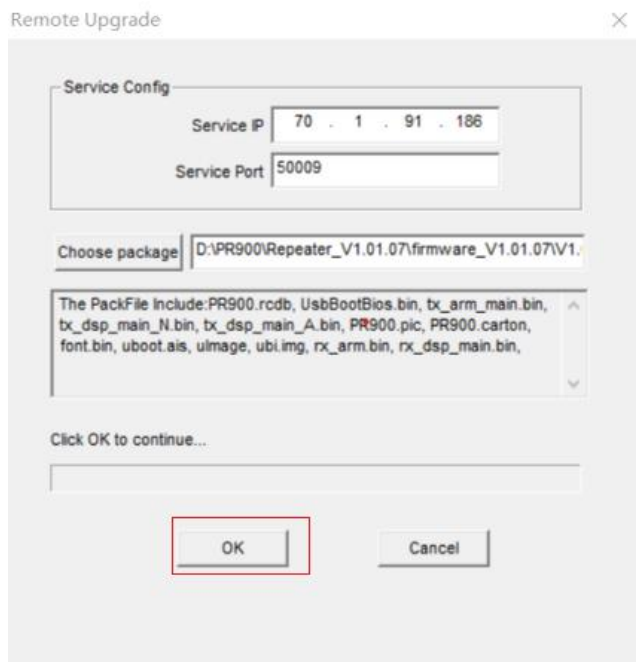 Remote Upgrade
Service Config
Service IP 70 . 1 . 91 . 186
Service Port 50009
Choose package D:\PR900\Repeater_V1.01.07\firmware_V1.01.07\V1.
The PackFile Include:PR900.rcdb, UsbBootBios.bin, tx_arm_main.bin,
tx_dsp_main_N.bin, tx_dsp_main_A.bin, PR900.pic, PR900.carton,
font.bin, uboot.ais, uImage, ubi.img, rx_arm.bin, rx_dsp_main.bin,
Click OK to continue...
OK Cancel